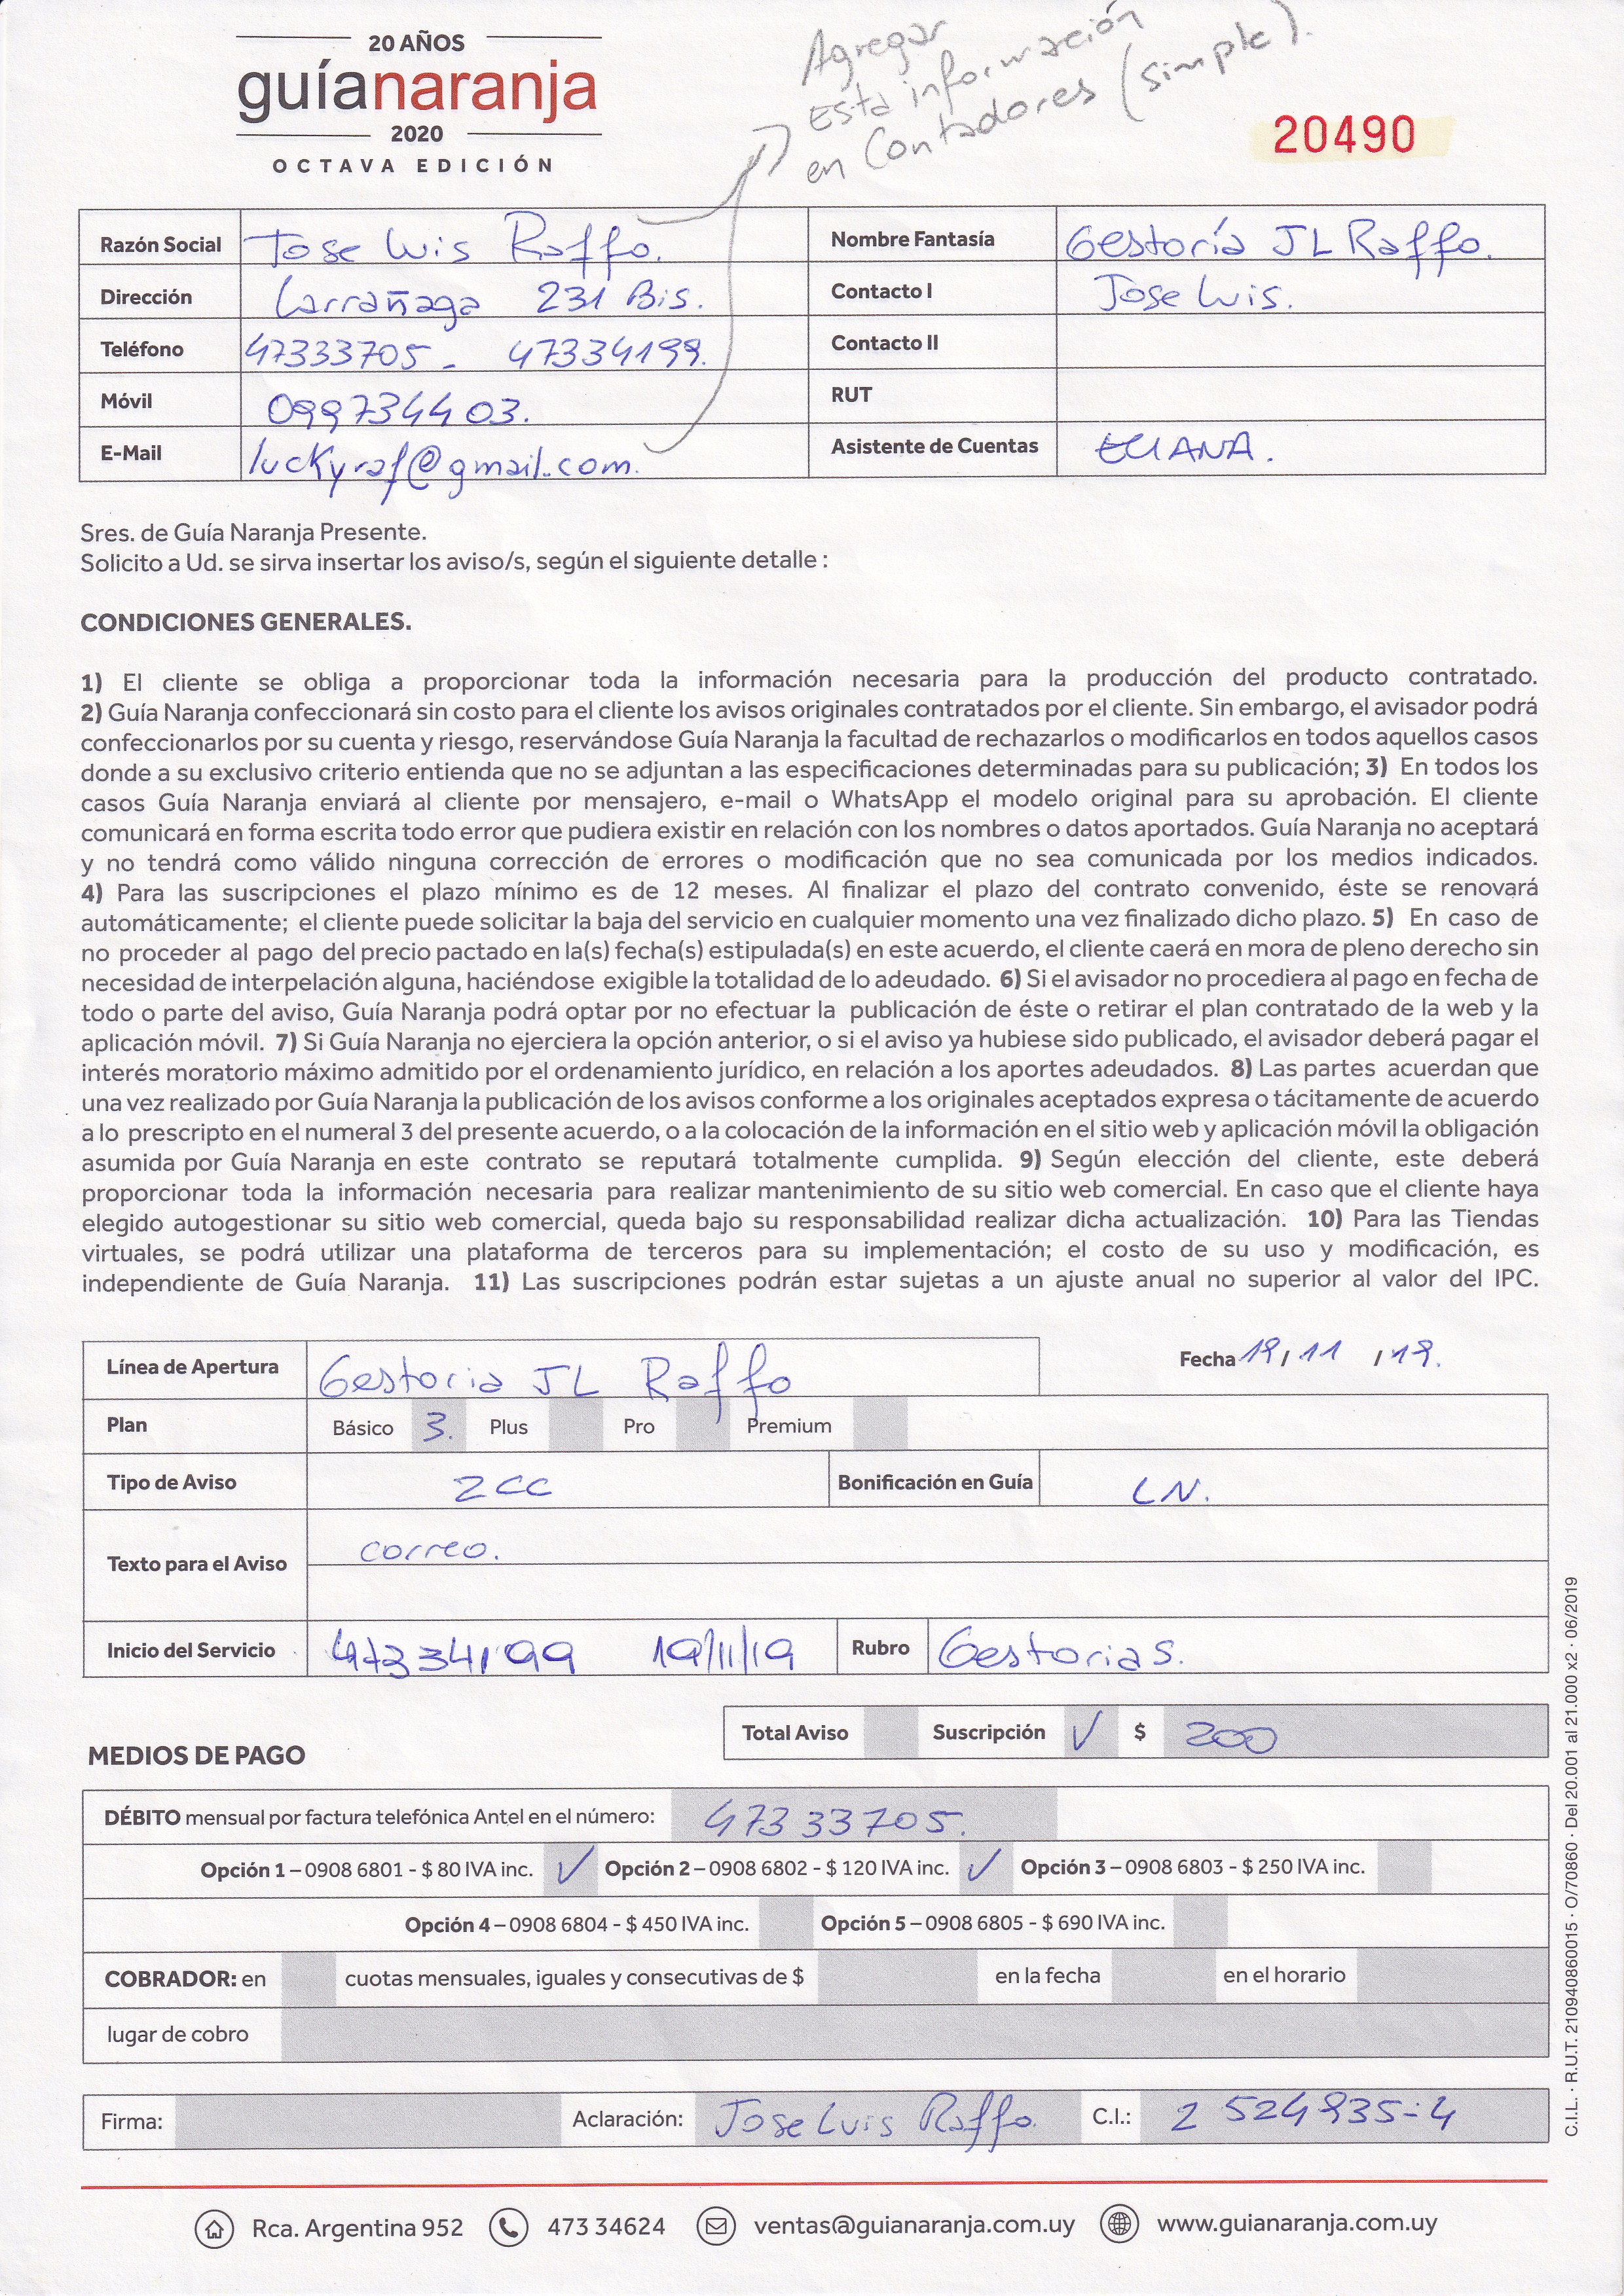 20 AÑOS
guíanaranja
2020
OCTAVA EDICIÓN
Agregar
Esta información
en Contadores (simple).
20490
Razón Social Jose Luis Raffo. Nombre Fantasía Gestoría JL Raffo.
Dirección Larrañaga 231 Bis. Contacto I Jose Luis.
Teléfono 47333705 - 47334199. Contacto II
Móvil 099734403. RUT
E-Mail luckyraf@gmail.com. Asistente de Cuentas ELIANA.
Sres. de Guía Naranja Presente.
Solicito a Ud. se sirva insertar los aviso/s, según el siguiente detalle :
CONDICIONES GENERALES.
1) El cliente se obliga a proporcionar toda la información necesaria para la producción del producto contratado.
2) Guía Naranja confeccionará sin costo para el cliente los avisos originales contratados por el cliente. Sin embargo, el avisador podrá
confeccionarlos por su cuenta y riesgo, reservándose Guía Naranja la facultad de rechazarlos o modificarlos en todos aquellos casos
donde a su exclusivo criterio entienda que no se adjuntan a las especificaciones determinadas para su publicación; 3) En todos los
casos Guía Naranja enviará al cliente por mensajero, e-mail o WhatsApp el modelo original para su aprobación. El cliente
comunicará en forma escrita todo error que pudiera existir en relación con los nombres o datos aportados. Guía Naranja no aceptará
y no tendrá como válido ninguna corrección de errores o modificación que no sea comunicada por los medios indicados.
4) Para las suscripciones el plazo mínimo es de 12 meses. Al finalizar el plazo del contrato convenido, éste se renovará
automáticamente; el cliente puede solicitar la baja del servicio en cualquier momento una vez finalizado dicho plazo. 5) En caso de
no proceder al pago del precio pactado en la(s) fecha(s) estipulada(s) en este acuerdo, el cliente caerá en mora de pleno derecho sin
necesidad de interpelación alguna, haciéndose exigible la totalidad de lo adeudado. 6) Si el avisador no procediera al pago en fecha de
todo o parte del aviso, Guía Naranja podrá optar por no efectuar la publicación de éste o retirar el plan contratado de la web y la
aplicación móvil. 7) Si Guía Naranja no ejerciera la opción anterior, o si el aviso ya hubiese sido publicado, el avisador deberá pagar el
interés moratorio máximo admitido por el ordenamiento jurídico, en relación a los aportes adeudados. 8) Las partes acuerdan que
una vez realizado por Guía Naranja la publicación de los avisos conforme a los originales aceptados expresa o tácitamente de acuerdo
a lo prescripto en el numeral 3 del presente acuerdo, o a la colocación de la información en el sitio web y aplicación móvil la obligación
asumida por Guía Naranja en este contrato se reputará totalmente cumplida. 9) Según elección del cliente, este deberá
proporcionar toda la información necesaria para realizar mantenimiento de su sitio web comercial. En caso que el cliente haya
elegido autogestionar su sitio web comercial, queda bajo su responsabilidad realizar dicha actualización. 10) Para las Tiendas
virtuales, se podrá utilizar una plataforma de terceros para su implementación; el costo de su uso y modificación, es
independiente de Guía Naranja. 11) Las suscripciones podrán estar sujetas a un ajuste anual no superior al valor del IPC.
Línea de Apertura Gestoria JL Raffo Fecha 19/ 11 /19.
Plan Básico 3. Plus Pro Premium
Tipo de Aviso 2CC Bonificación en Guía LN.
Texto para el Aviso correo.
Inicio del Servicio 47334199 19/11/19 Rubro Gestorias.
Total Aviso Suscripción ✓ $ 200
MEDIOS DE PAGO
DÉBITO mensual por factura telefónica Antel en el número: 47333705.
Opción 1 – 0908 6801 - $ 80 IVA inc. ✓ Opción 2 – 0908 6802 - $ 120 IVA inc. ✓ Opción 3 – 0908 6803 - $ 250 IVA inc.
Opción 4 – 0908 6804 - $ 450 IVA inc. Opción 5 – 0908 6805 - $ 690 IVA inc.
COBRADOR: en cuotas mensuales, iguales y consecutivas de $ en la fecha en el horario
lugar de cobro
Firma: Aclaración: Jose Luis Raffo. C.I.: 2 524935-4
C.I.L. · R.U.T. 210940860015 · O/70860 · Del 20.001 al 21.000 x2 · 06/2019
Rca. Argentina 952 473 34624 ventas@guianaranja.com.uy www.guianaranja.com.uy